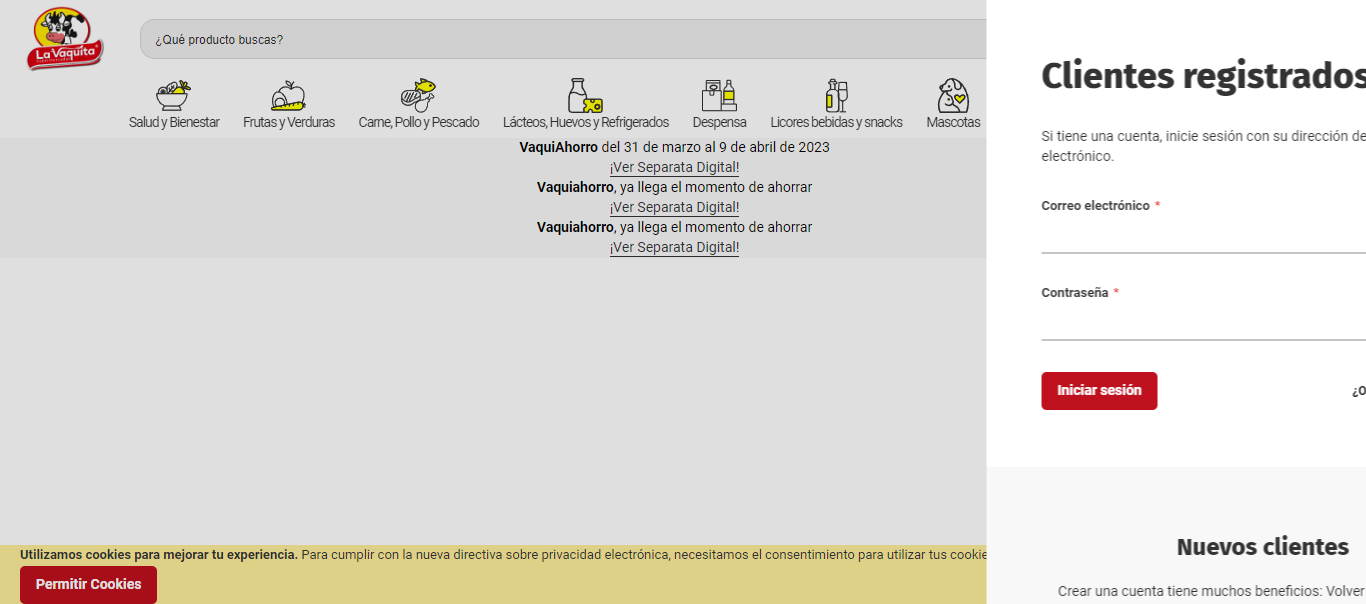 La Vaquita
¿Qué producto buscas?
Salud y Bienestar
Frutas y Verduras
Carne, Pollo y Pescado
Lácteos, Huevos y Refrigerados
Despensa
Licores bebidas y snacks
Mascotas
VaquiAhorro del 31 de marzo al 9 de abril de 2023
¡Ver Separata Digital!
Vaquiahorro, ya llega el momento de ahorrar
¡Ver Separata Digital!
Vaquiahorro, ya llega el momento de ahorrar
¡Ver Separata Digital!
Utilizamos cookies para mejorar tu experiencia. Para cumplir con la nueva directiva sobre privacidad electrónica, necesitamos el consentimiento para utilizar tus cookie
Permitir Cookies
Clientes registrados
Si tiene una cuenta, inicie sesión con su dirección de
electrónico.
Correo electrónico *
Contraseña *
Iniciar sesión
¿O
Nuevos clientes
Crear una cuenta tiene muchos beneficios: Volver